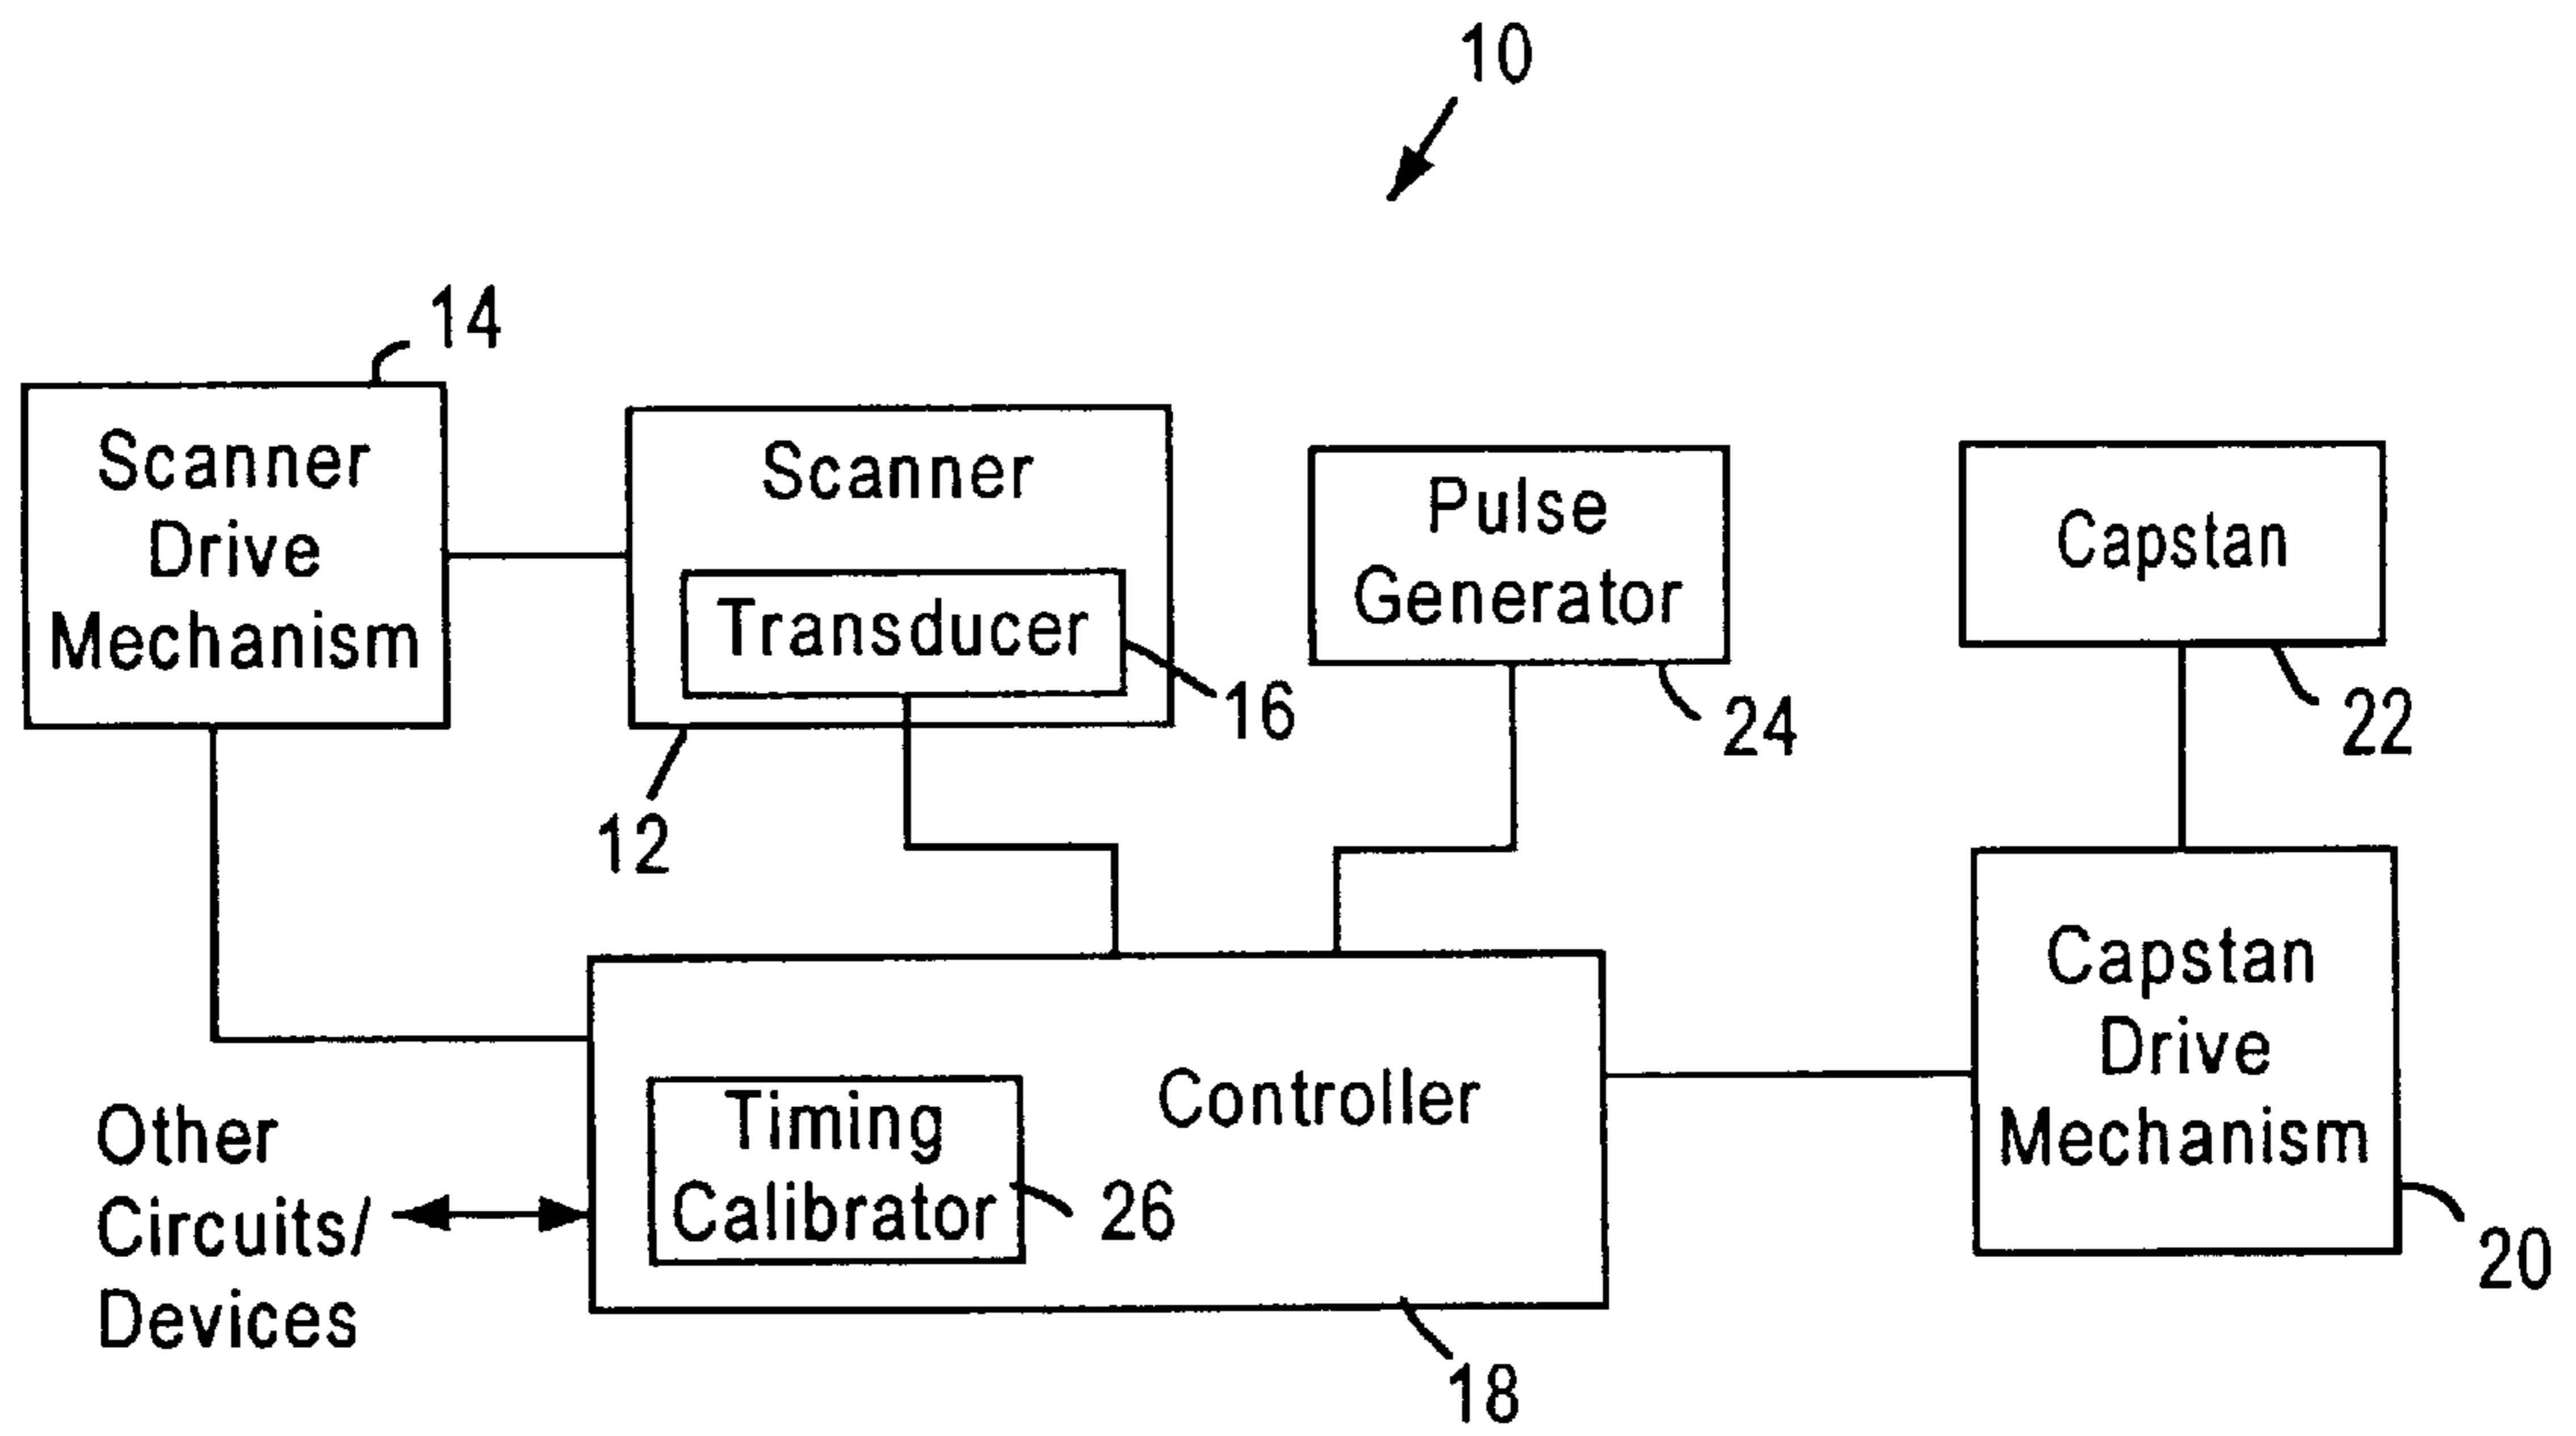 10
14
Scanner
Drive
Mechanism
Scanner
Transducer
16
12
Pulse
Generator
24
Capstan
22
Capstan
Drive
Mechanism
20
Controller
Timing
Calibrator
26
18
Other
Circuits/
Devices